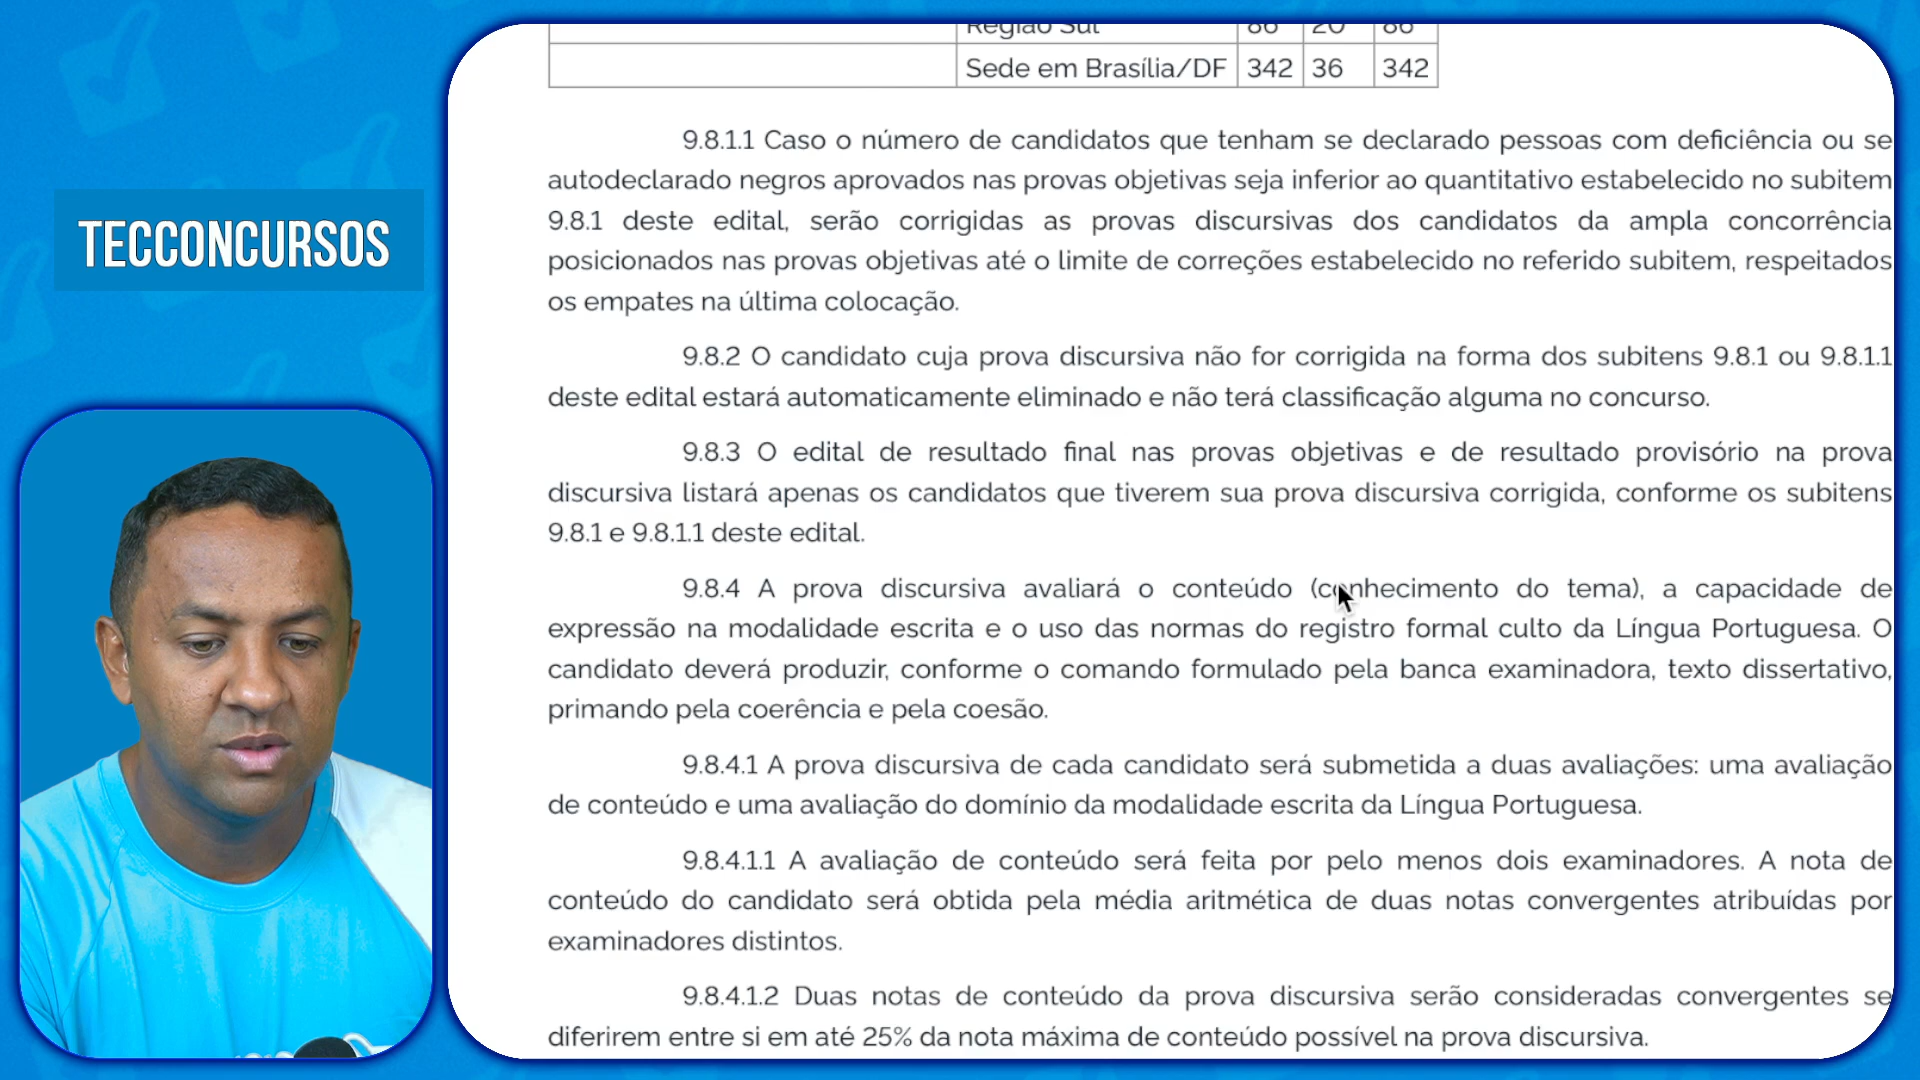 Região Sul 86 20 86
Sede em Brasília/DF 342 36 342
9.8.1.1 Caso o número de candidatos que tenham se declarado pessoas com deficiência ou se
autodeclarado negros aprovados nas provas objetivas seja inferior ao quantitativo estabelecido no subitem
9.8.1 deste edital, serão corrigidas as provas discursivas dos candidatos da ampla concorrência
posicionados nas provas objetivas até o limite de correções estabelecido no referido subitem, respeitados
os empates na última colocação.
TECCONCURSOS
9.8.2 O candidato cuja prova discursiva não for corrigida na forma dos subitens 9.8.1 ou 9.8.1.1
deste edital estará automaticamente eliminado e não terá classificação alguma no concurso.
9.8.3 O edital de resultado final nas provas objetivas e de resultado provisório na prova
discursiva listará apenas os candidatos que tiverem sua prova discursiva corrigida, conforme os subitens
9.8.1 e 9.8.1.1 deste edital.
9.8.4 A prova discursiva avaliará o conteúdo (conhecimento do tema), a capacidade de
expressão na modalidade escrita e o uso das normas do registro formal culto da Língua Portuguesa. O
candidato deverá produzir, conforme o comando formulado pela banca examinadora, texto dissertativo,
primando pela coerência e pela coesão.
9.8.4.1 A prova discursiva de cada candidato será submetida a duas avaliações: uma avaliação
de conteúdo e uma avaliação do domínio da modalidade escrita da Língua Portuguesa.
9.8.4.1.1 A avaliação de conteúdo será feita por pelo menos dois examinadores. A nota de
conteúdo do candidato será obtida pela média aritmética de duas notas convergentes atribuídas por
examinadores distintos.
9.8.4.1.2 Duas notas de conteúdo da prova discursiva serão consideradas convergentes se
diferirem entre si em até 25% da nota máxima de conteúdo possível na prova discursiva.